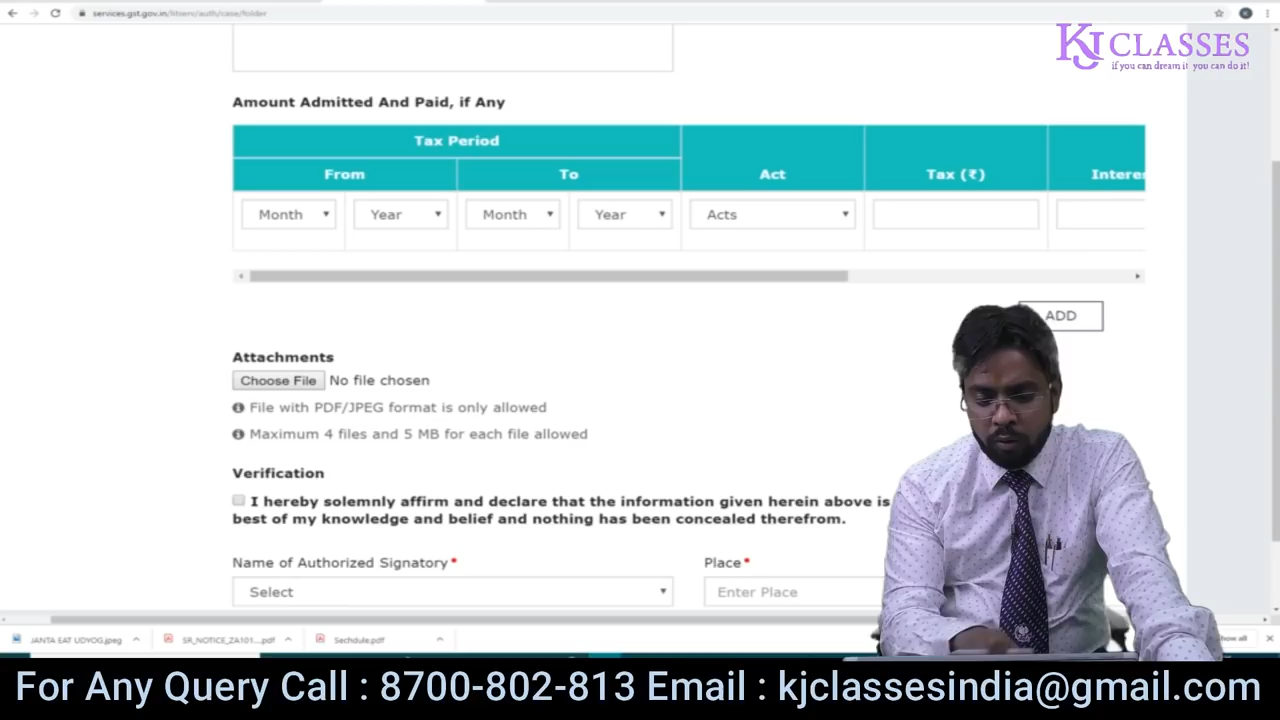 services.gst.gov.in/litserv/auth/case/folder
KJ CLASSES
if you can dream it you can do it!
Amount Admitted And Paid, if Any
Tax Period
From To Act Tax (₹) Interes
Month Year Month Year Acts
ADD
Attachments
Choose File No file chosen
File with PDF/JPEG format is only allowed
Maximum 4 files and 5 MB for each file allowed
Verification
I hereby solemnly affirm and declare that the information given herein above is
best of my knowledge and belief and nothing has been concealed therefrom.
Name of Authorized Signatory* Place*
Select Enter Place
JANTA EAT UDYOG.jpeg SR_NOTICE_ZA101....pdf Sechdule.pdf Show all
For Any Query Call : 8700-802-813 Email : kjclassesindia@gmail.com